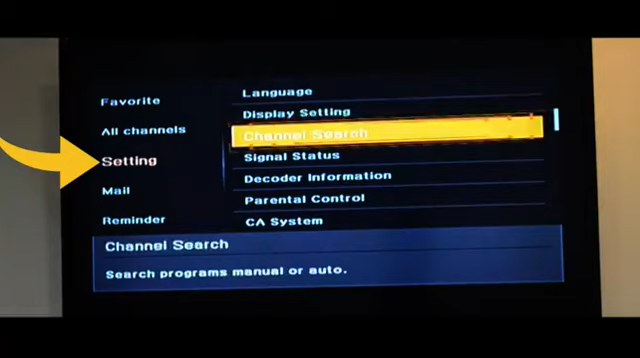 Favorite
All channels
Setting
Mail
Reminder
Language
Display Setting
Channel Search
Signal Status
Decoder Information
Parental Control
CA System
Channel Search
Search programs manual or auto.